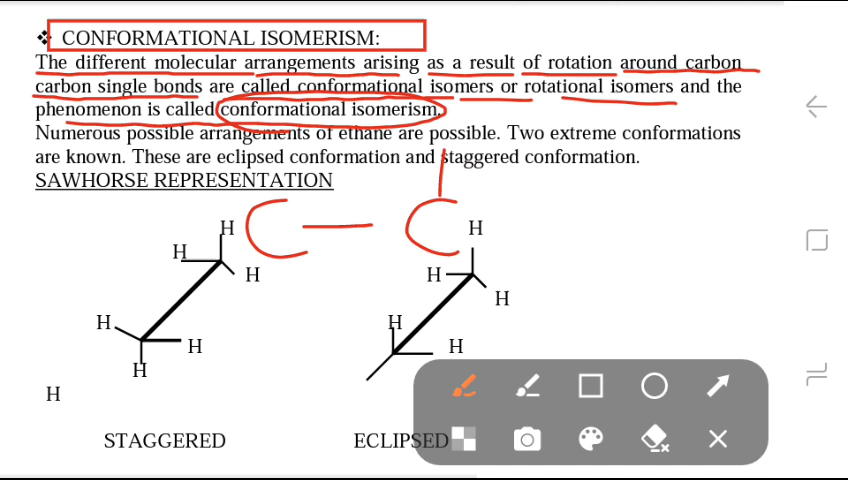 ❖ CONFORMATIONAL ISOMERISM:
The different molecular arrangements arising as a result of rotation around carbon
carbon single bonds are called conformational isomers or rotational isomers and the
phenomenon is called conformational isomerism.
Numerous possible arrangements of ethane are possible. Two extreme conformations
are known. These are eclipsed conformation and staggered conformation.
SAWHORSE REPRESENTATION
C — C
H H
H H H
H
H H
H H
H
H
STAGGERED ECLIPSED